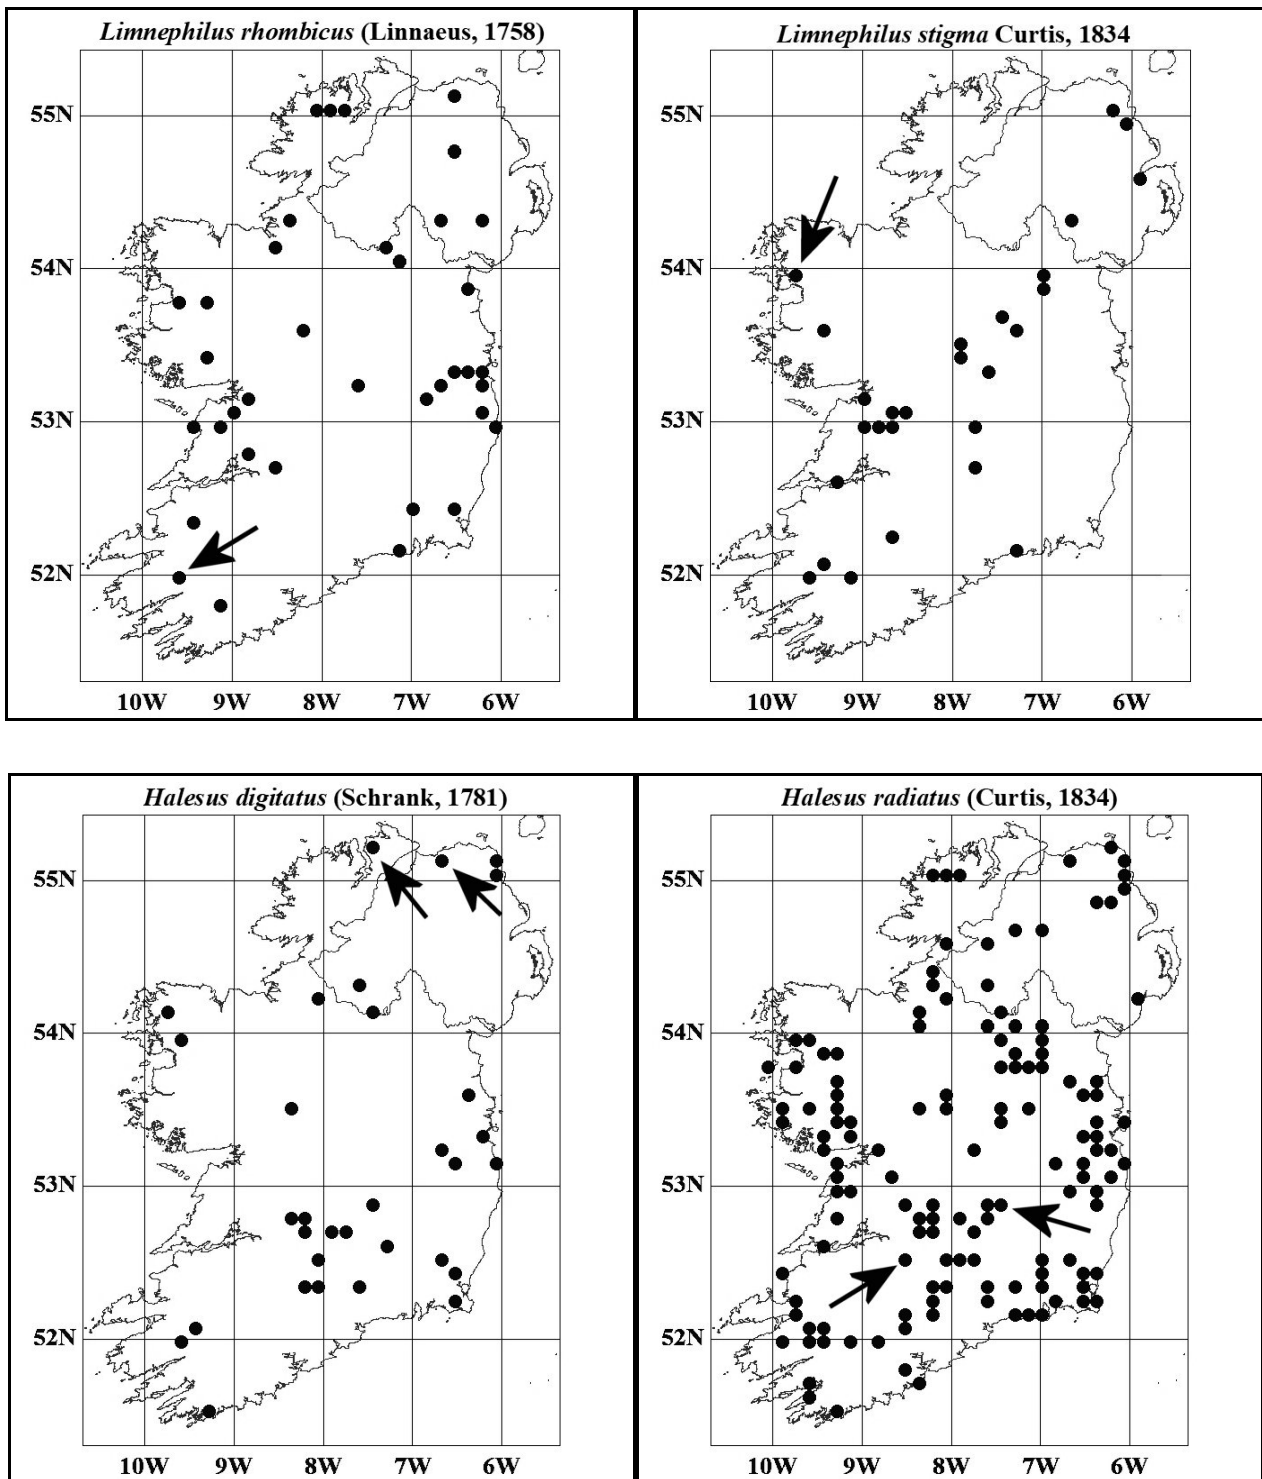 Limnephilus rhombicus (Linnaeus, 1758)
55N
54N
53N
52N
10W 9W 8W 7W 6W
Limnephilus stigma Curtis, 1834
55N
54N
53N
52N
10W 9W 8W 7W 6W
Halesus digitatus (Schrank, 1781)
55N
54N
53N
52N
10W 9W 8W 7W 6W
Halesus radiatus (Curtis, 1834)
55N
54N
53N
52N
10W 9W 8W 7W 6W